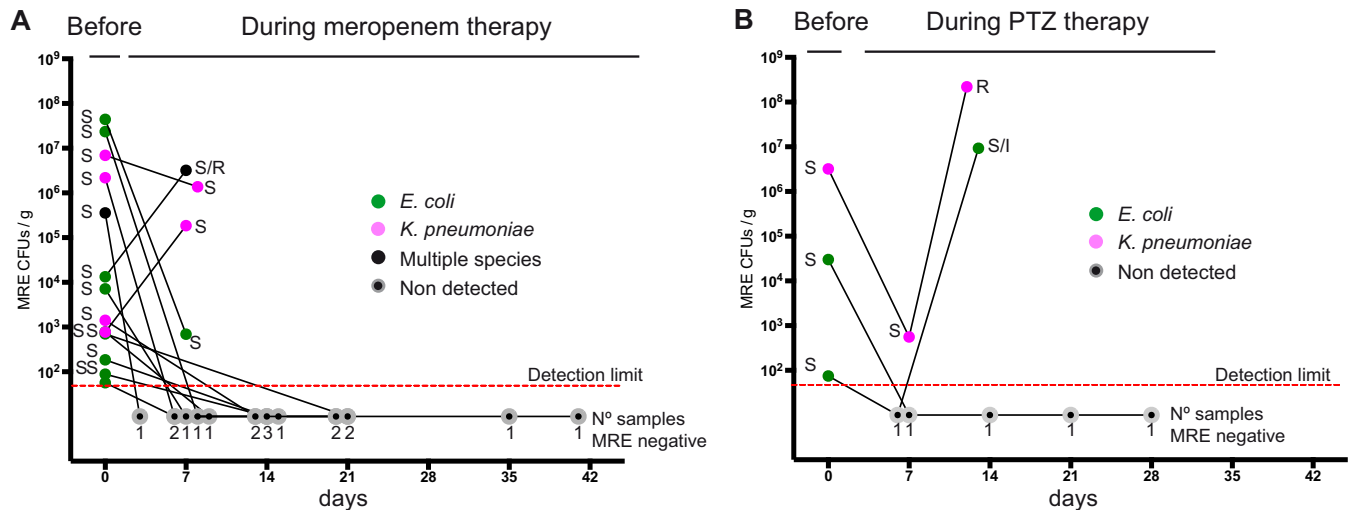 A
Before
During meropenem therapy
MRE CFUs / g
10⁹
10⁸
10⁷
10⁶
10⁵
10⁴
10³
10²
S
S
S
S
S
S
S
S
S S
S
SS
S/R
S
S
S
E. coli
K. pneumoniae
Multiple species
Non detected
Detection limit
1 2 1 1 1 2 3 1 2 2 1 1
Nº samples
MRE negative
0 7 14 21 28 35 42
days
B
Before
During PTZ therapy
MRE CFUs / g
10⁹
10⁸
10⁷
10⁶
10⁵
10⁴
10³
10²
R
S/I
S
S
S
S
E. coli
K. pneumoniae
Non detected
Detection limit
1 1 1 1 1
Nº samples
MRE negative
0 7 14 21 28 35 42
days